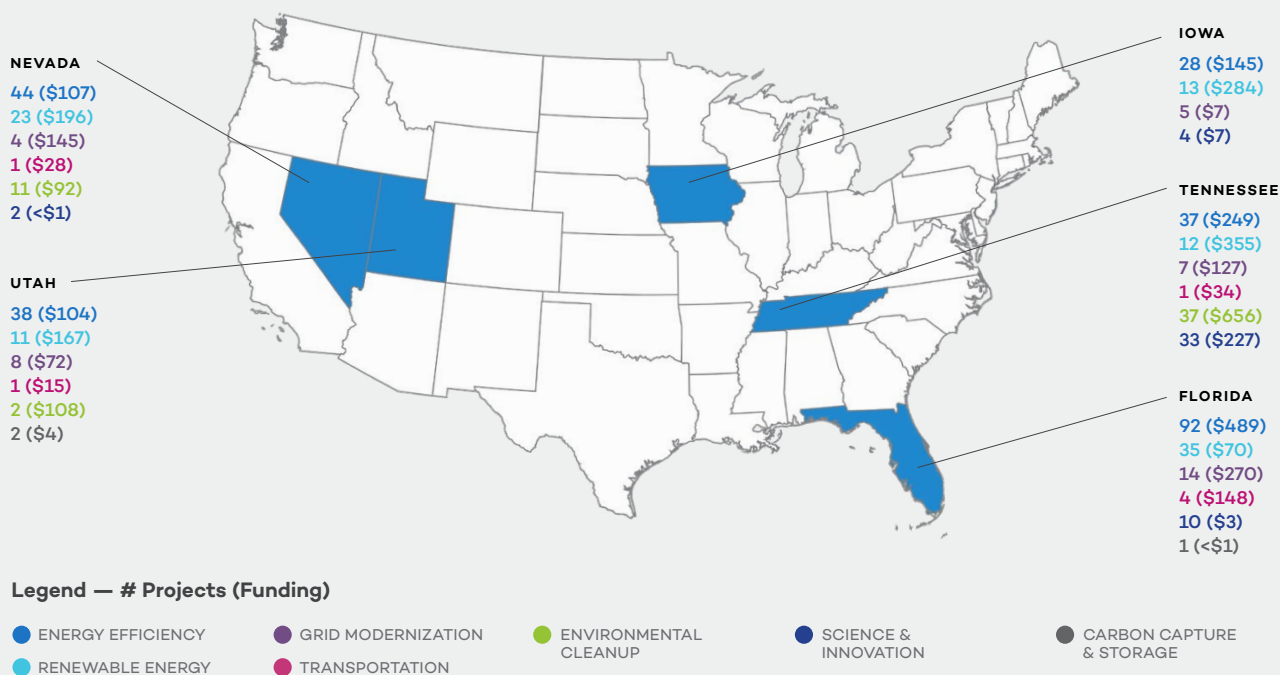 NEVADA
44 ($107)
23 ($196)
4 ($145)
1 ($28)
11 ($92)
2 (<$1)
UTAH
38 ($104)
11 ($167)
8 ($72)
1 ($15)
2 ($108)
2 ($4)
IOWA
28 ($145)
13 ($284)
5 ($7)
4 ($7)
TENNESSEE
37 ($249)
12 ($355)
7 ($127)
1 ($34)
37 ($656)
33 ($227)
FLORIDA
92 ($489)
35 ($70)
14 ($270)
4 ($148)
10 ($3)
1 (<$1)
Legend — # Projects (Funding)
ENERGY EFFICIENCY
RENEWABLE ENERGY
GRID MODERNIZATION
TRANSPORTATION
ENVIRONMENTAL
CLEANUP
SCIENCE &
INNOVATION
CARBON CAPTURE
& STORAGE